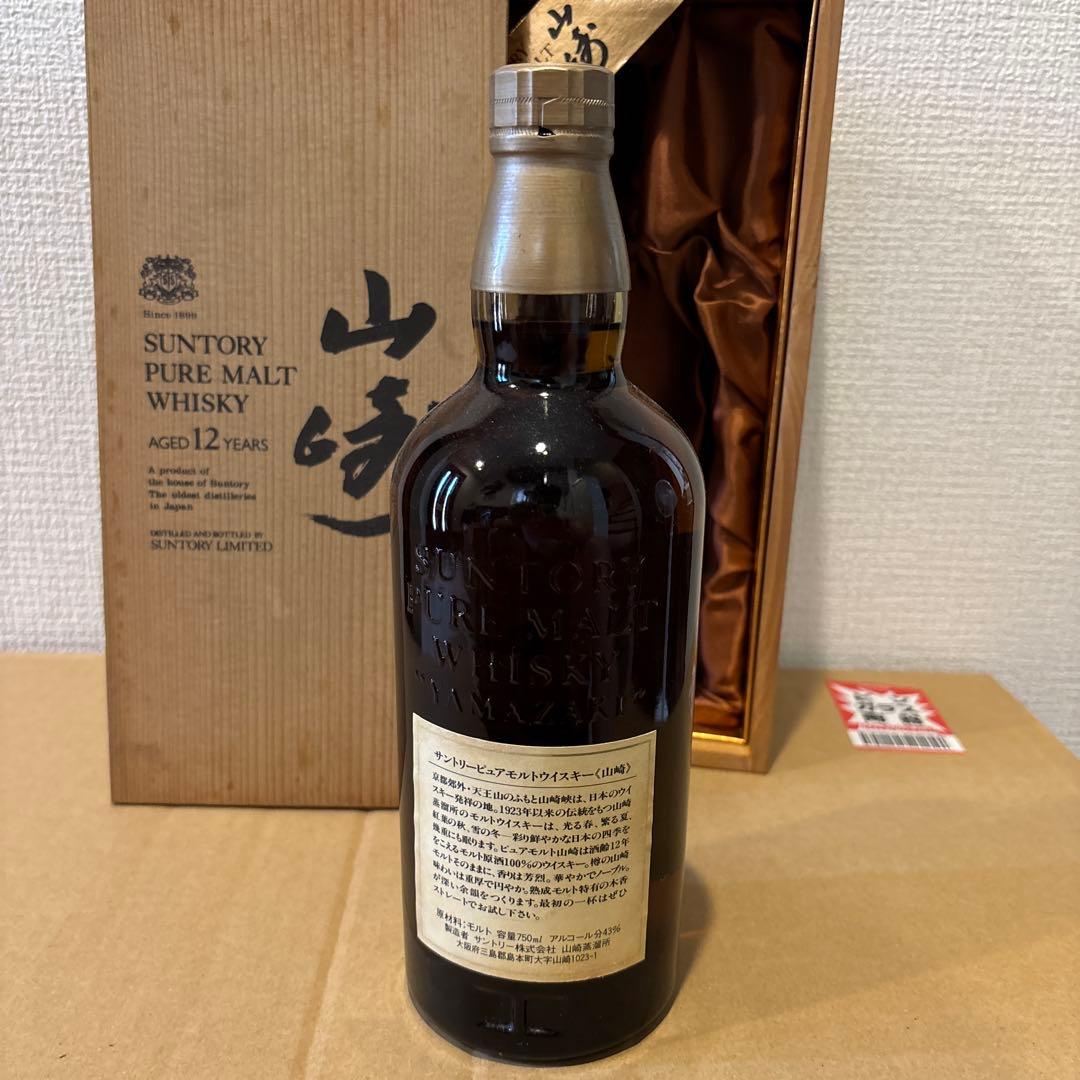 山崎
Since 1899
SUNTORY
PURE MALT
WHISKY
AGED 12 YEARS
A product of
the house of Suntory
The oldest distilleries
in Japan
DISTILLED AND BOTTLED BY
SUNTORY LIMITED
山崎
SUNTORY
PURE MALT
WHISKY
"YAMAZAKI"
サントリーピュアモルトウイスキー《山崎》
京都郊外・天王山のふもと山崎峡は、日本のウイ
スキー発祥の地。1923年以来の伝統をもつ山崎
蒸溜所のモルトウイスキーは、光る春、繁る夏、
紅葉の秋、雪の冬―彩り鮮やかな日本の四季を
幾重にも眠ります。ピュアモルト山崎は酒齢12年
をこえるモルト原酒100%のウイスキー。樽の山崎
モルトそのままに、香りは芳烈。華やかでノーブル。
味わいは重厚で円やか。熟成モルト特有の木香
が深い余韻をつくります。最初の一杯はぜひ
ストレートでお試し下さい。
原材料;モルト 容量750ml アルコール分43%
製造者 サントリー株式会社 山崎蒸溜所
大阪府三島郡島本町大字山崎1023-1